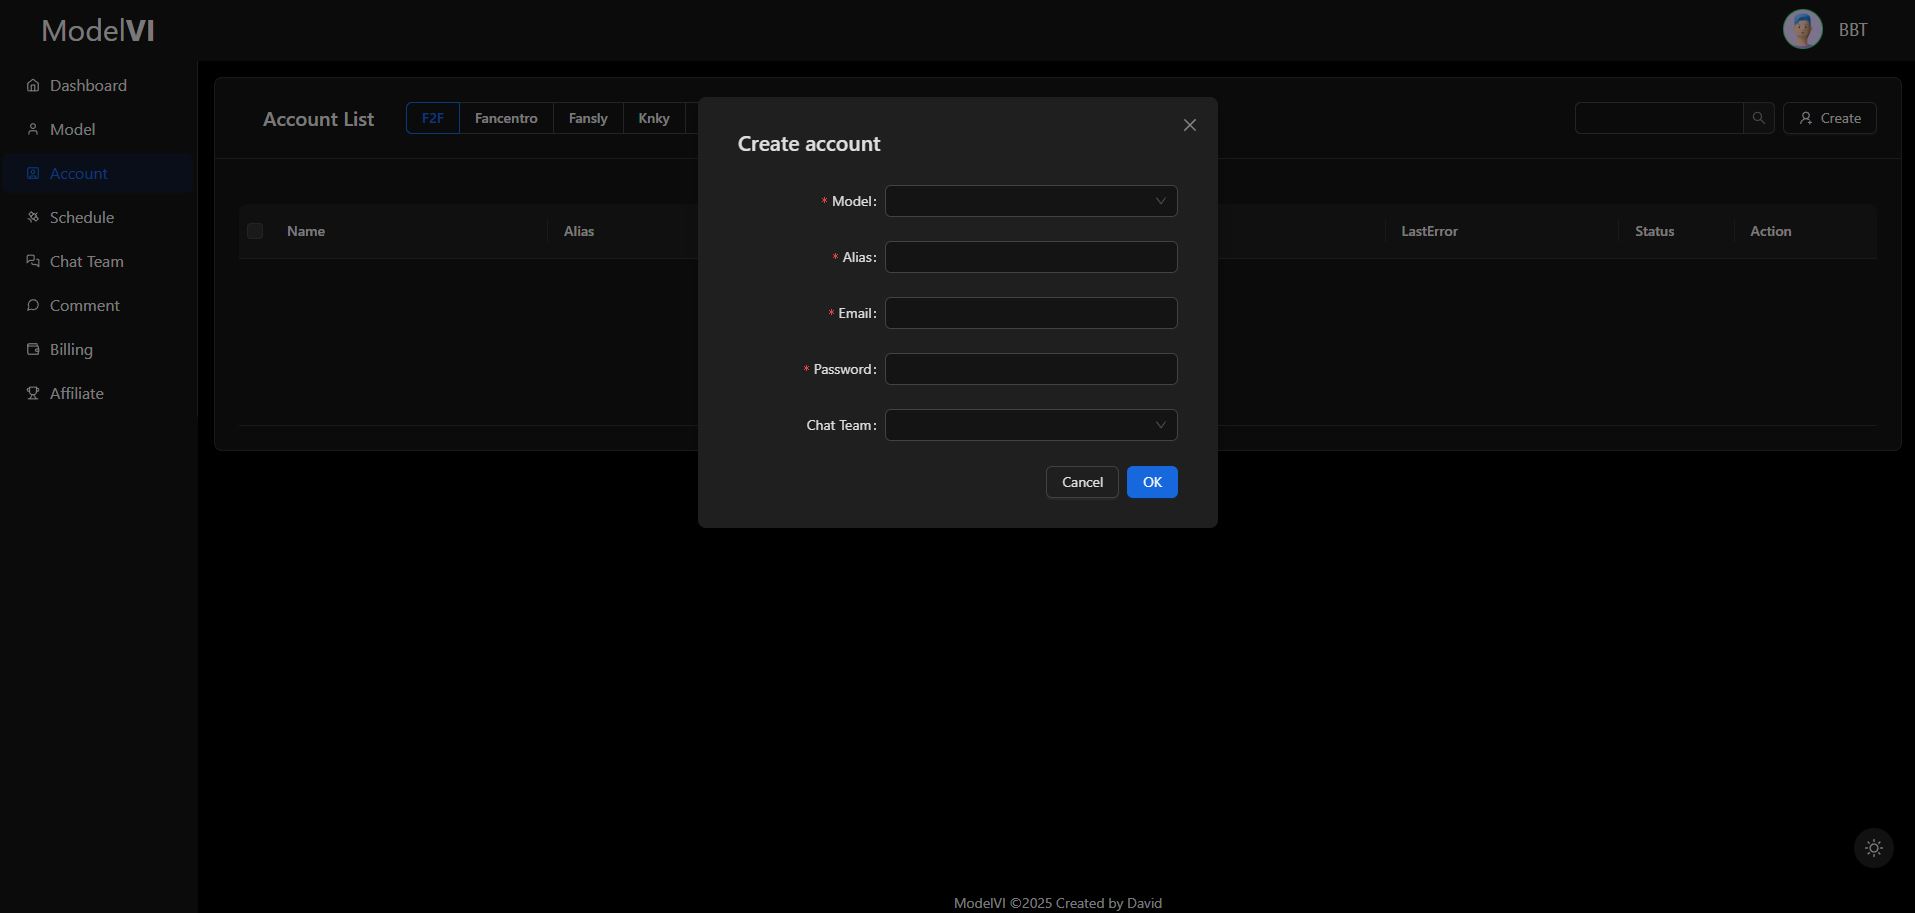 ModelVI
BBT
Dashboard
Model
Account
Schedule
Chat Team
Comment
Billing
Affiliate
Account List
F2F
Fancentro
Fansly
Knky
Create
Name
Alias
LastError
Status
Action
Create account
* Model:
* Alias:
* Email:
* Password:
Chat Team:
Cancel
OK
ModelVI ©2025 Created by David